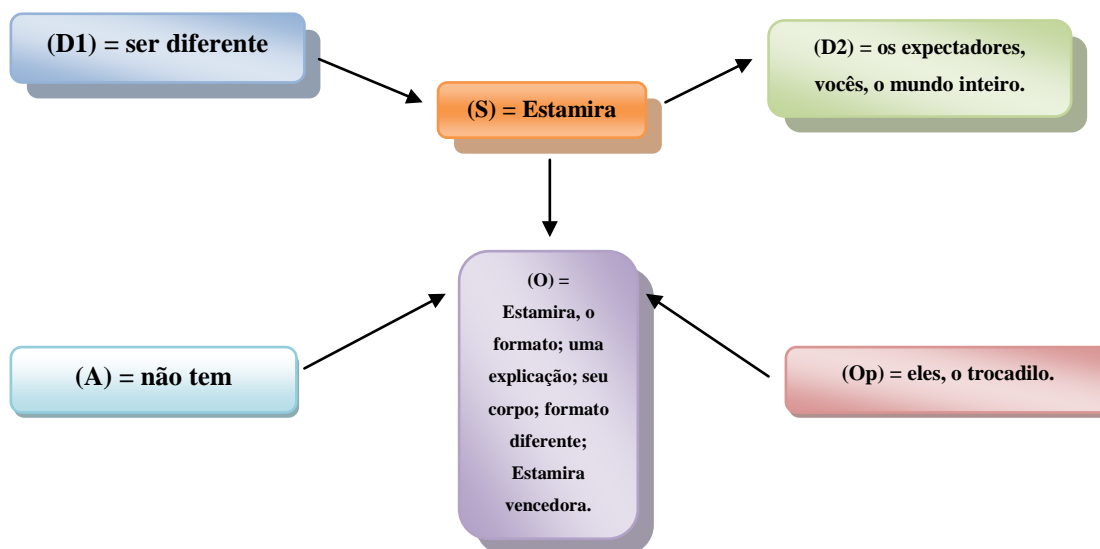 (D1) = ser diferente
(D2) = os expectadores,
vocês, o mundo inteiro.
(S) = Estamira
(O) =
Estamira, o
formato; uma
explicação; seu
corpo; formato
diferente;
Estamira
vencedora.
(A) = não tem
(Op) = eles, o trocadilo.